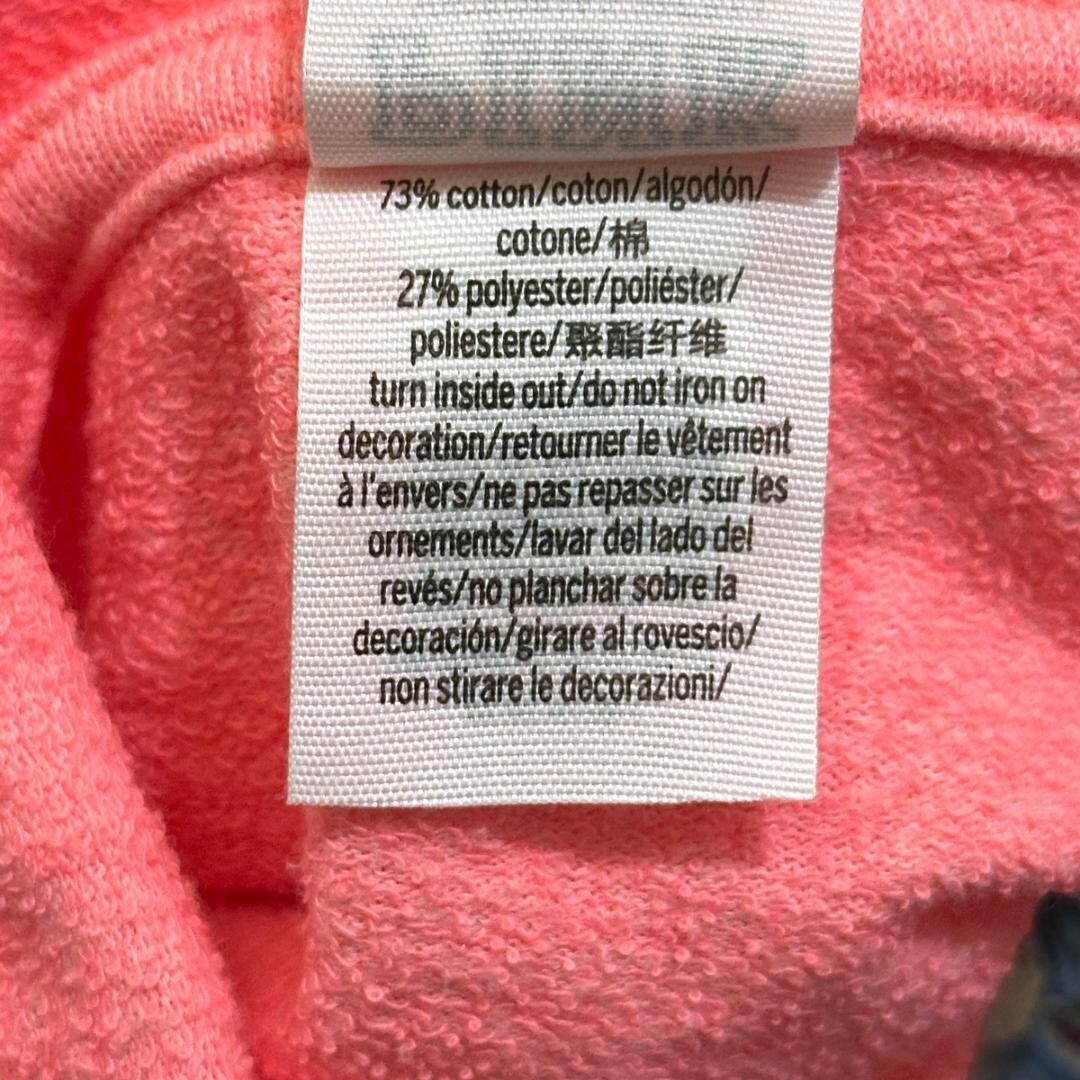 73% cotton/coton/algodón/
cotone/棉
27% polyester/poliéster/
poliestere/聚酯纤维
turn inside out/do not iron on
decoration/retourner le vêtement
à l'envers/ne pas repasser sur les
ornements/lavar del lado del
revés/no planchar sobre la
decoración/girare al rovescio/
non stirare le decorazioni/